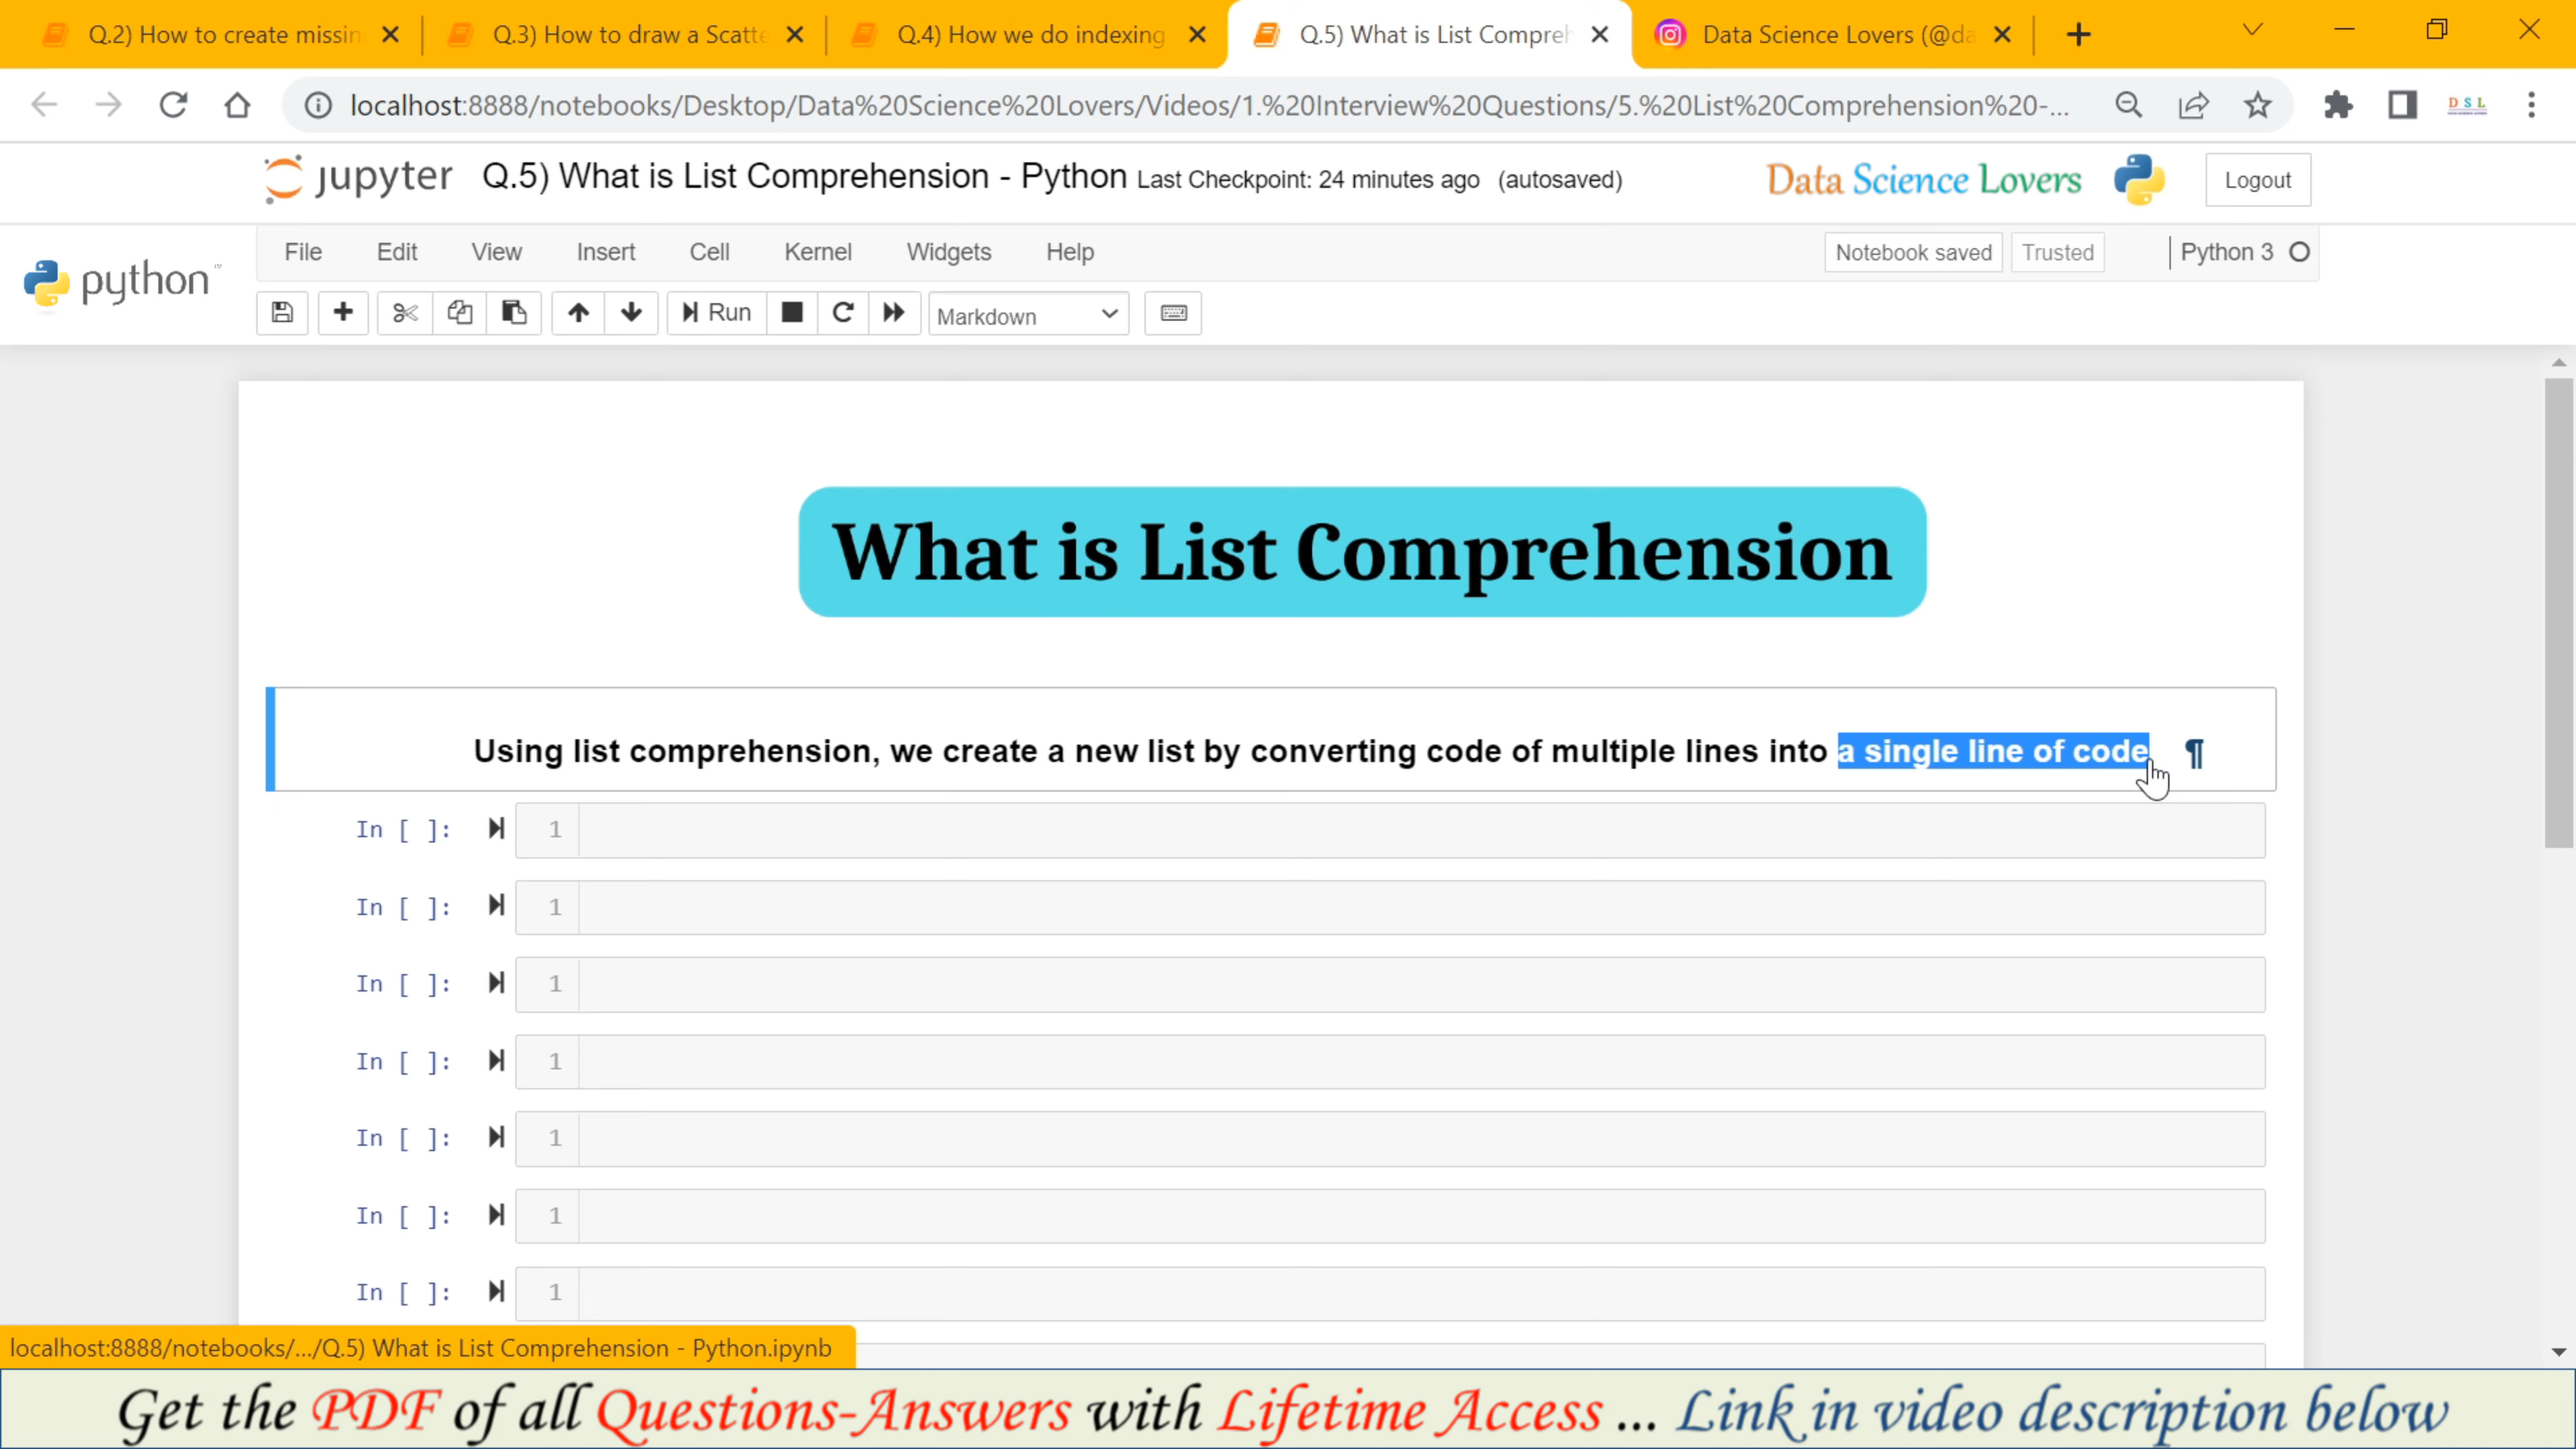 Q.2) How to create missin
Q.3) How to draw a Scatte
Q.4) How we do indexing
Q.5) What is List Compreh
Data Science Lovers (@da
localhost:8888/notebooks/Desktop/Data%20Science%20Lovers/Videos/1.%20Interview%20Questions/5.%20List%20Comprehension%20-...
DSL
jupyter Q.5) What is List Comprehension - Python Last Checkpoint: 24 minutes ago (autosaved)
Data Science Lovers
Logout
python™
File Edit View Insert Cell Kernel Widgets Help
Notebook saved Trusted Python 3
Run Markdown
What is List Comprehension
Using list comprehension, we create a new list by converting code of multiple lines into a single line of code ¶
In [ ]: 1
In [ ]: 1
In [ ]: 1
In [ ]: 1
In [ ]: 1
In [ ]: 1
In [ ]: 1
localhost:8888/notebooks/.../Q.5) What is List Comprehension - Python.ipynb
Get the PDF of all Questions-Answers with Lifetime Access ... Link in video description below